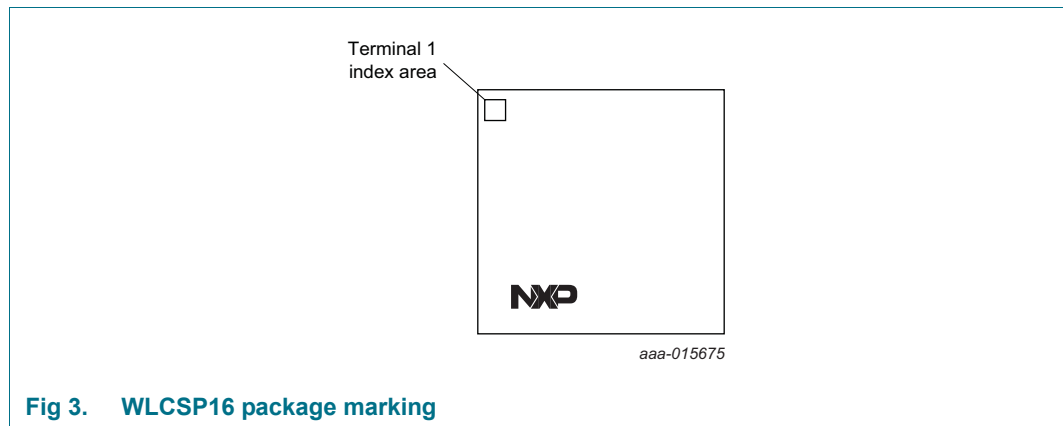 Terminal 1
index area
NXP
aaa-015675
Fig 3. WLCSP16 package marking